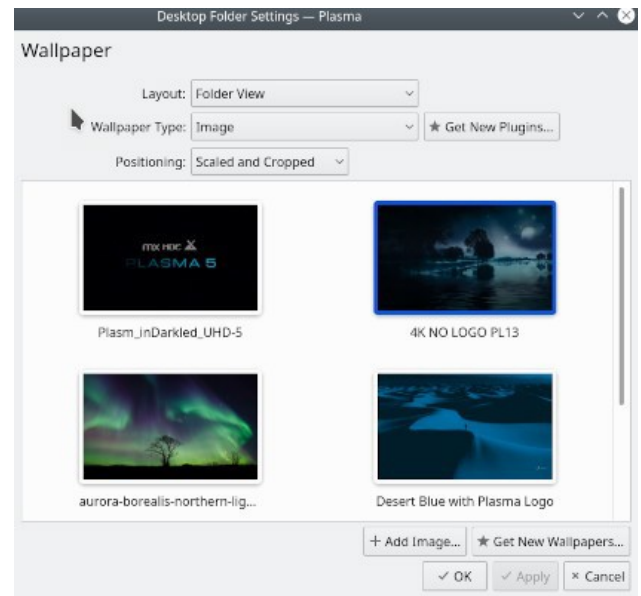 Desktop Folder Settings — Plasma
Wallpaper
Layout: Folder View
Wallpaper Type: Image
★ Get New Plugins...
Positioning: Scaled and Cropped
PLASMA 5
Plasm_inDarkled_UHD-5
4K NO LOGO PL13
aurora-borealis-northern-lig...
Desert Blue with Plasma Logo
+ Add Image...
★ Get New Wallpapers...
✓ OK
✓ Apply
× Cancel